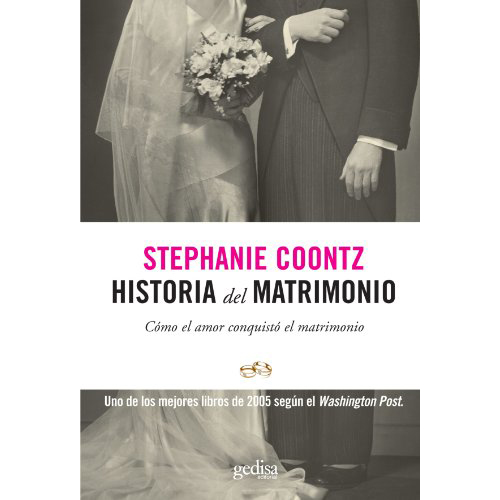 STEPHANIE COONTZ
HISTORIA del MATRIMONIO
Cómo el amor conquistó el matrimonio
Uno de los mejores libros de 2005 según el Washington Post.
gedisa
editorial